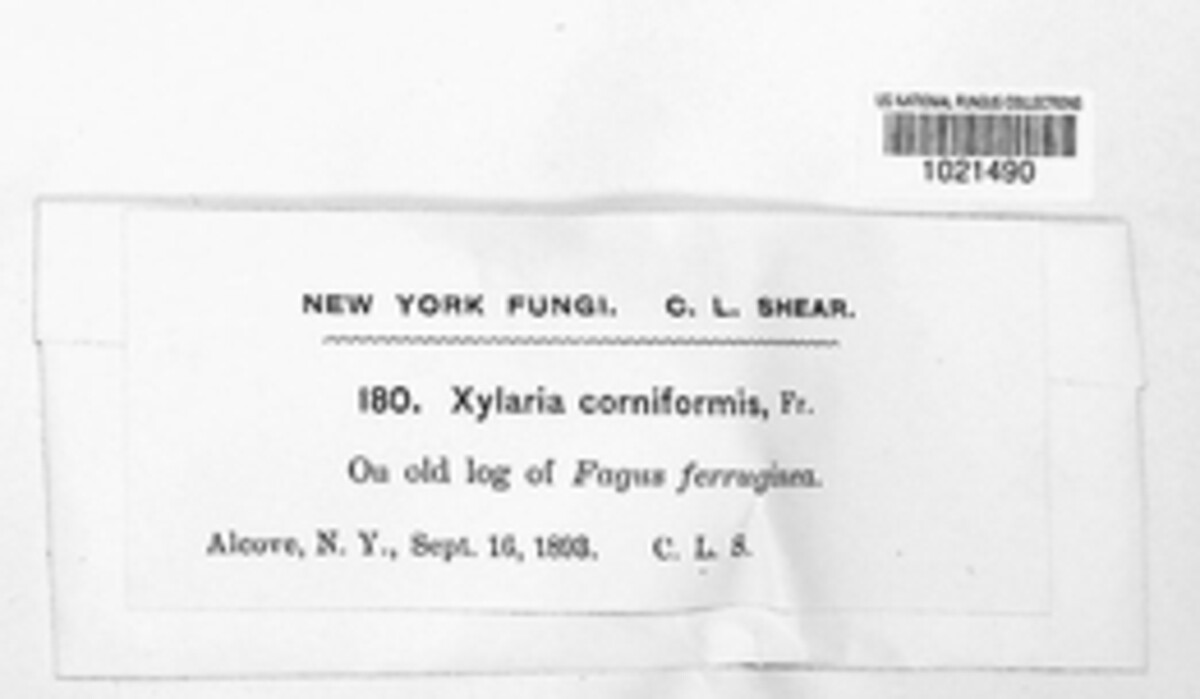 US NATIONAL FUNGUS COLLECTIONS
1021490
NEW YORK FUNGI. C. L. SHEAR.
180. Xylaria corniformis, Fr.
On old log of Fagus ferruginea.
Alcove, N. Y., Sept. 16, 1893. C. L. S.